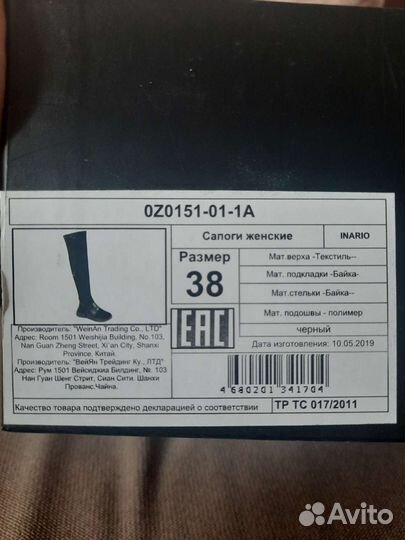 0Z0151-01-1A
Сапоги женские
INARIO
Размер
38
Мат.верха -Текстиль--
Мат. подкладки -Байка-
Мат.стельки -Байка--
Мат. подошвы - полимер
черный
EAC
Дата изготовления: 10.05.2019
Производитель: "WeinAn Trading Co., LTD"
Адрес: Room 1501 Weishijia Building, No.103,
Nan Guan Zheng Street, Xi'an City, Shanxi
Province. Китай.
Производитель: "ВейЯн Трейдинг Ку., ЛТД"
Адрес: Рум 1501 Вейсиджиа Билдинг, № 103
Нан Гуан Шенг Стрит, Сиан Сити. Шанхи
Прованс.Чайна.
4 680201 341704
Качество товара подтверждено декларацией о соответствии
ТР ТС 017/2011
Avito